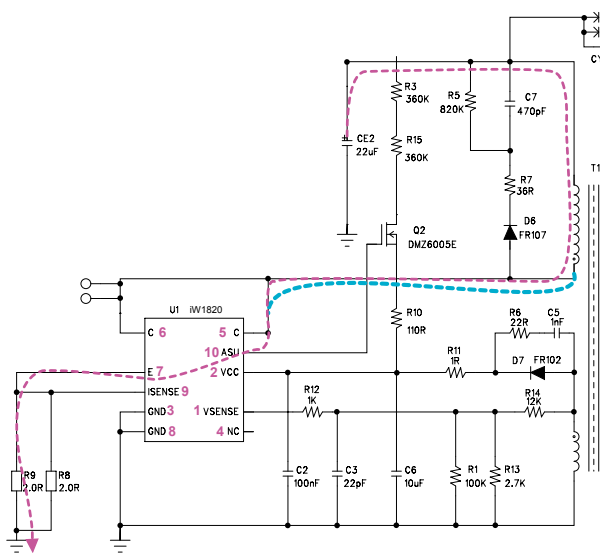 CY
R3
360K
R5
820K
C7
470pF
CE2
22uF
R15
360K
R7
36R
T1
D6
FR107
Q2
DMZ6005E
U1 iW1820
R10
110R
R6
22R
C5
1nF
C 6
5 C
10 ASU
E 7
2 VCC
R11
1R
D7 FR102
ISENSE 9
R12
1K
R14
12K
GND 3
1 VSENSE
GND 8
4 NC
R9
2.0R
R8
2.0R
C2
100nF
C3
22pF
C6
10uF
R1
100K
R13
2.7K